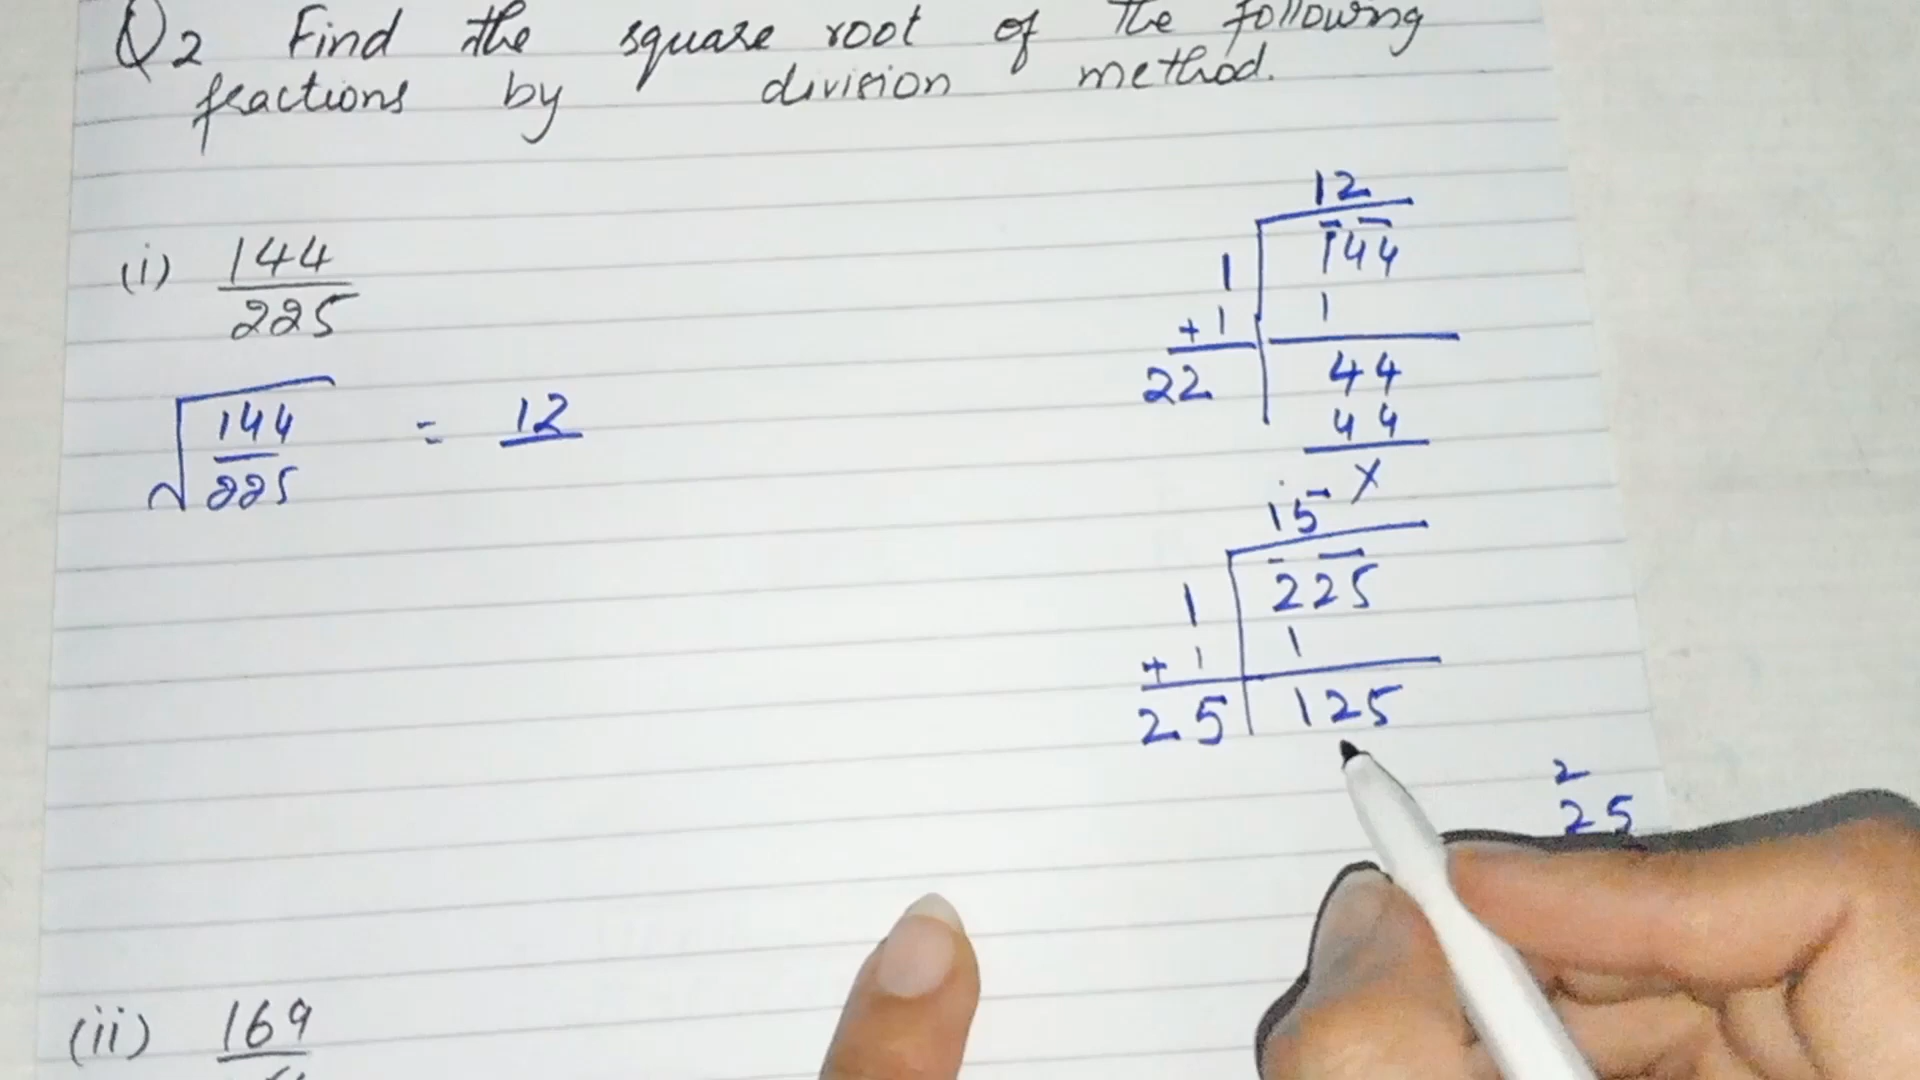 Q2 Find the square root of the following
fractions by division method.
(i) 144
225
√ 144 = 12
225
12
1 144
+ 1 1
22 44
44
x
15
1 225
+ 1 1
25 125
2
25
(ii) 169